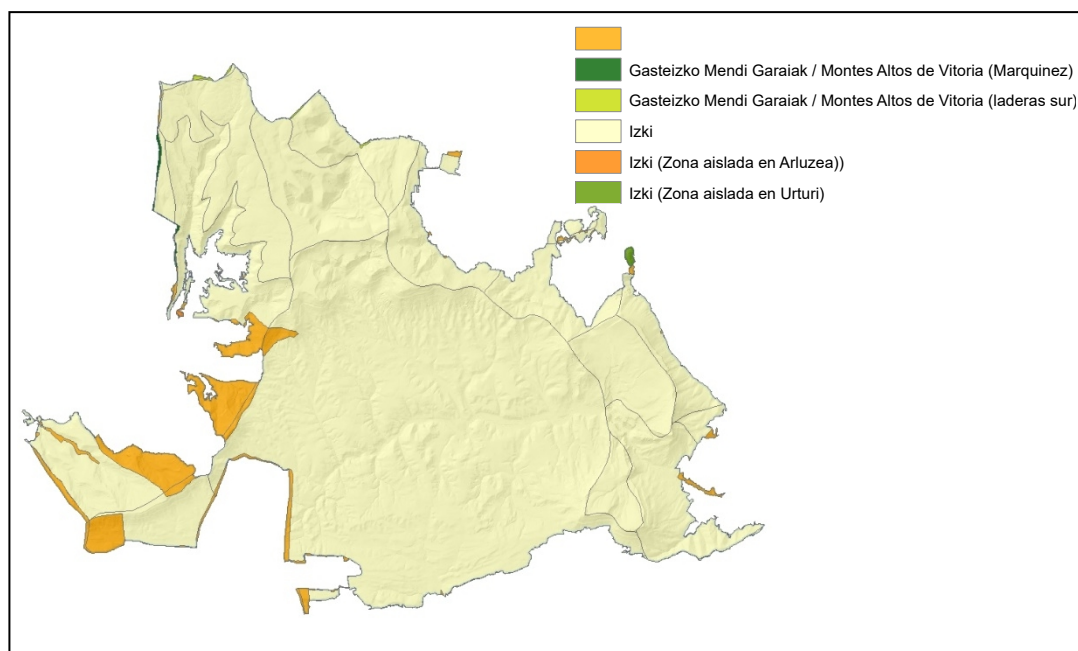 Gasteizko Mendi Garaiak / Montes Altos de Vitoria (Marquinez)
Gasteizko Mendi Garaiak / Montes Altos de Vitoria (laderas sur)
Izki
Izki (Zona aislada en Arluzea))
Izki (Zona aislada en Urturi)